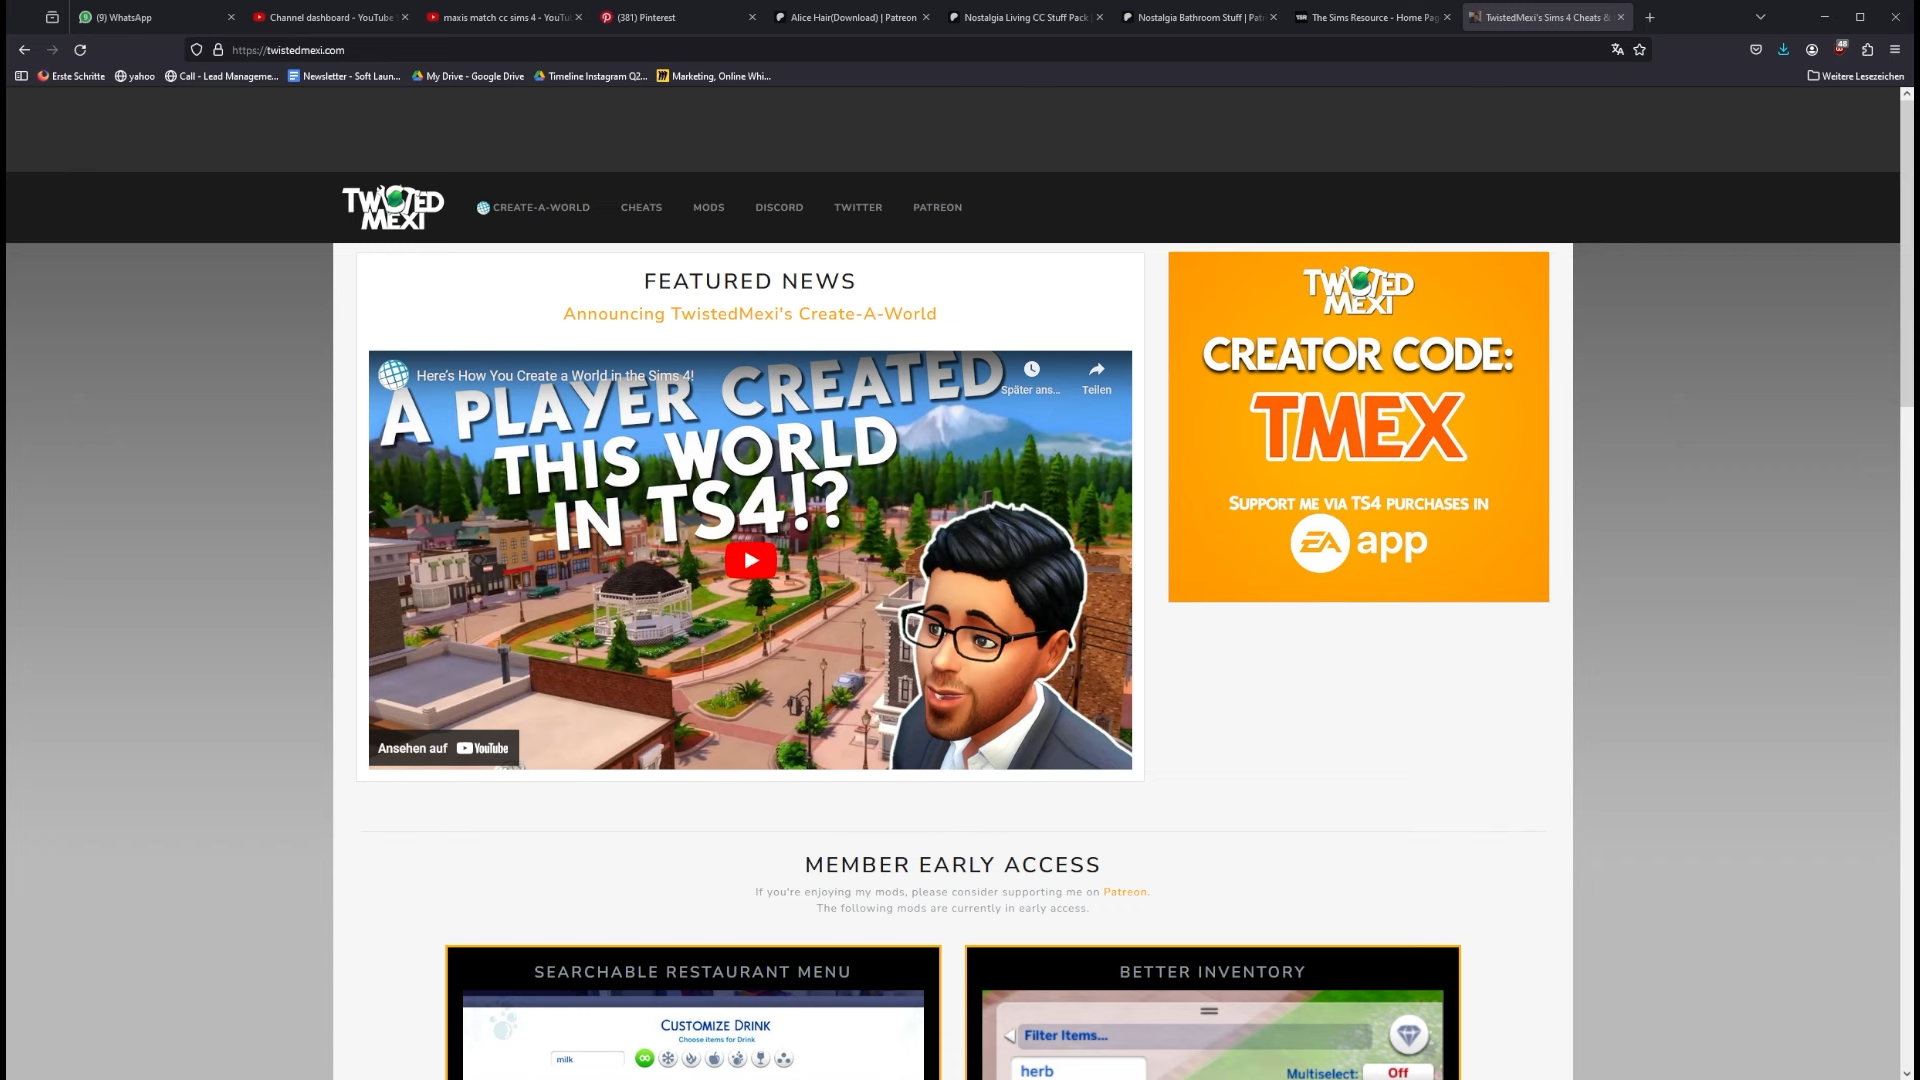 (9) WhatsApp
Channel dashboard - YouTube
maxis match cc sims 4 - YouTu
(381) Pinterest
Alice Hair(Download) | Patreon
Nostalgia Living CC Stuff Pack
Nostalgia Bathroom Stuff | Pat
The Sims Resource - Home Pag
TwistedMexi's Sims 4 Cheats &
https://twistedmexi.com
48
Erste Schritte
yahoo
Call - Lead Manageme...
Newsletter - Soft Laun...
My Drive - Google Drive
Timeline Instagram Q2...
Marketing, Online Whi...
Weitere Lesezeichen
TWISTED
MEXI
CREATE-A-WORLD
CHEATS
MODS
DISCORD
TWITTER
PATREON
FEATURED NEWS
Announcing TwistedMexi's Create-A-World
Here's How You Create a World in the Sims 4!
Später ans...
Teilen
A PLAYER CREATED
THIS WORLD
IN TS4!?
Ansehen auf YouTube
TWISTED
MEXI
CREATOR CODE:
TMEX
SUPPORT ME VIA TS4 PURCHASES IN
EA app
MEMBER EARLY ACCESS
If you're enjoying my mods, please consider supporting me on Patreon.
The following mods are currently in early access.
SEARCHABLE RESTAURANT MENU
CUSTOMIZE DRINK
Choose items for Drink
milk
BETTER INVENTORY
Filter Items...
herb
Multiselect: Off